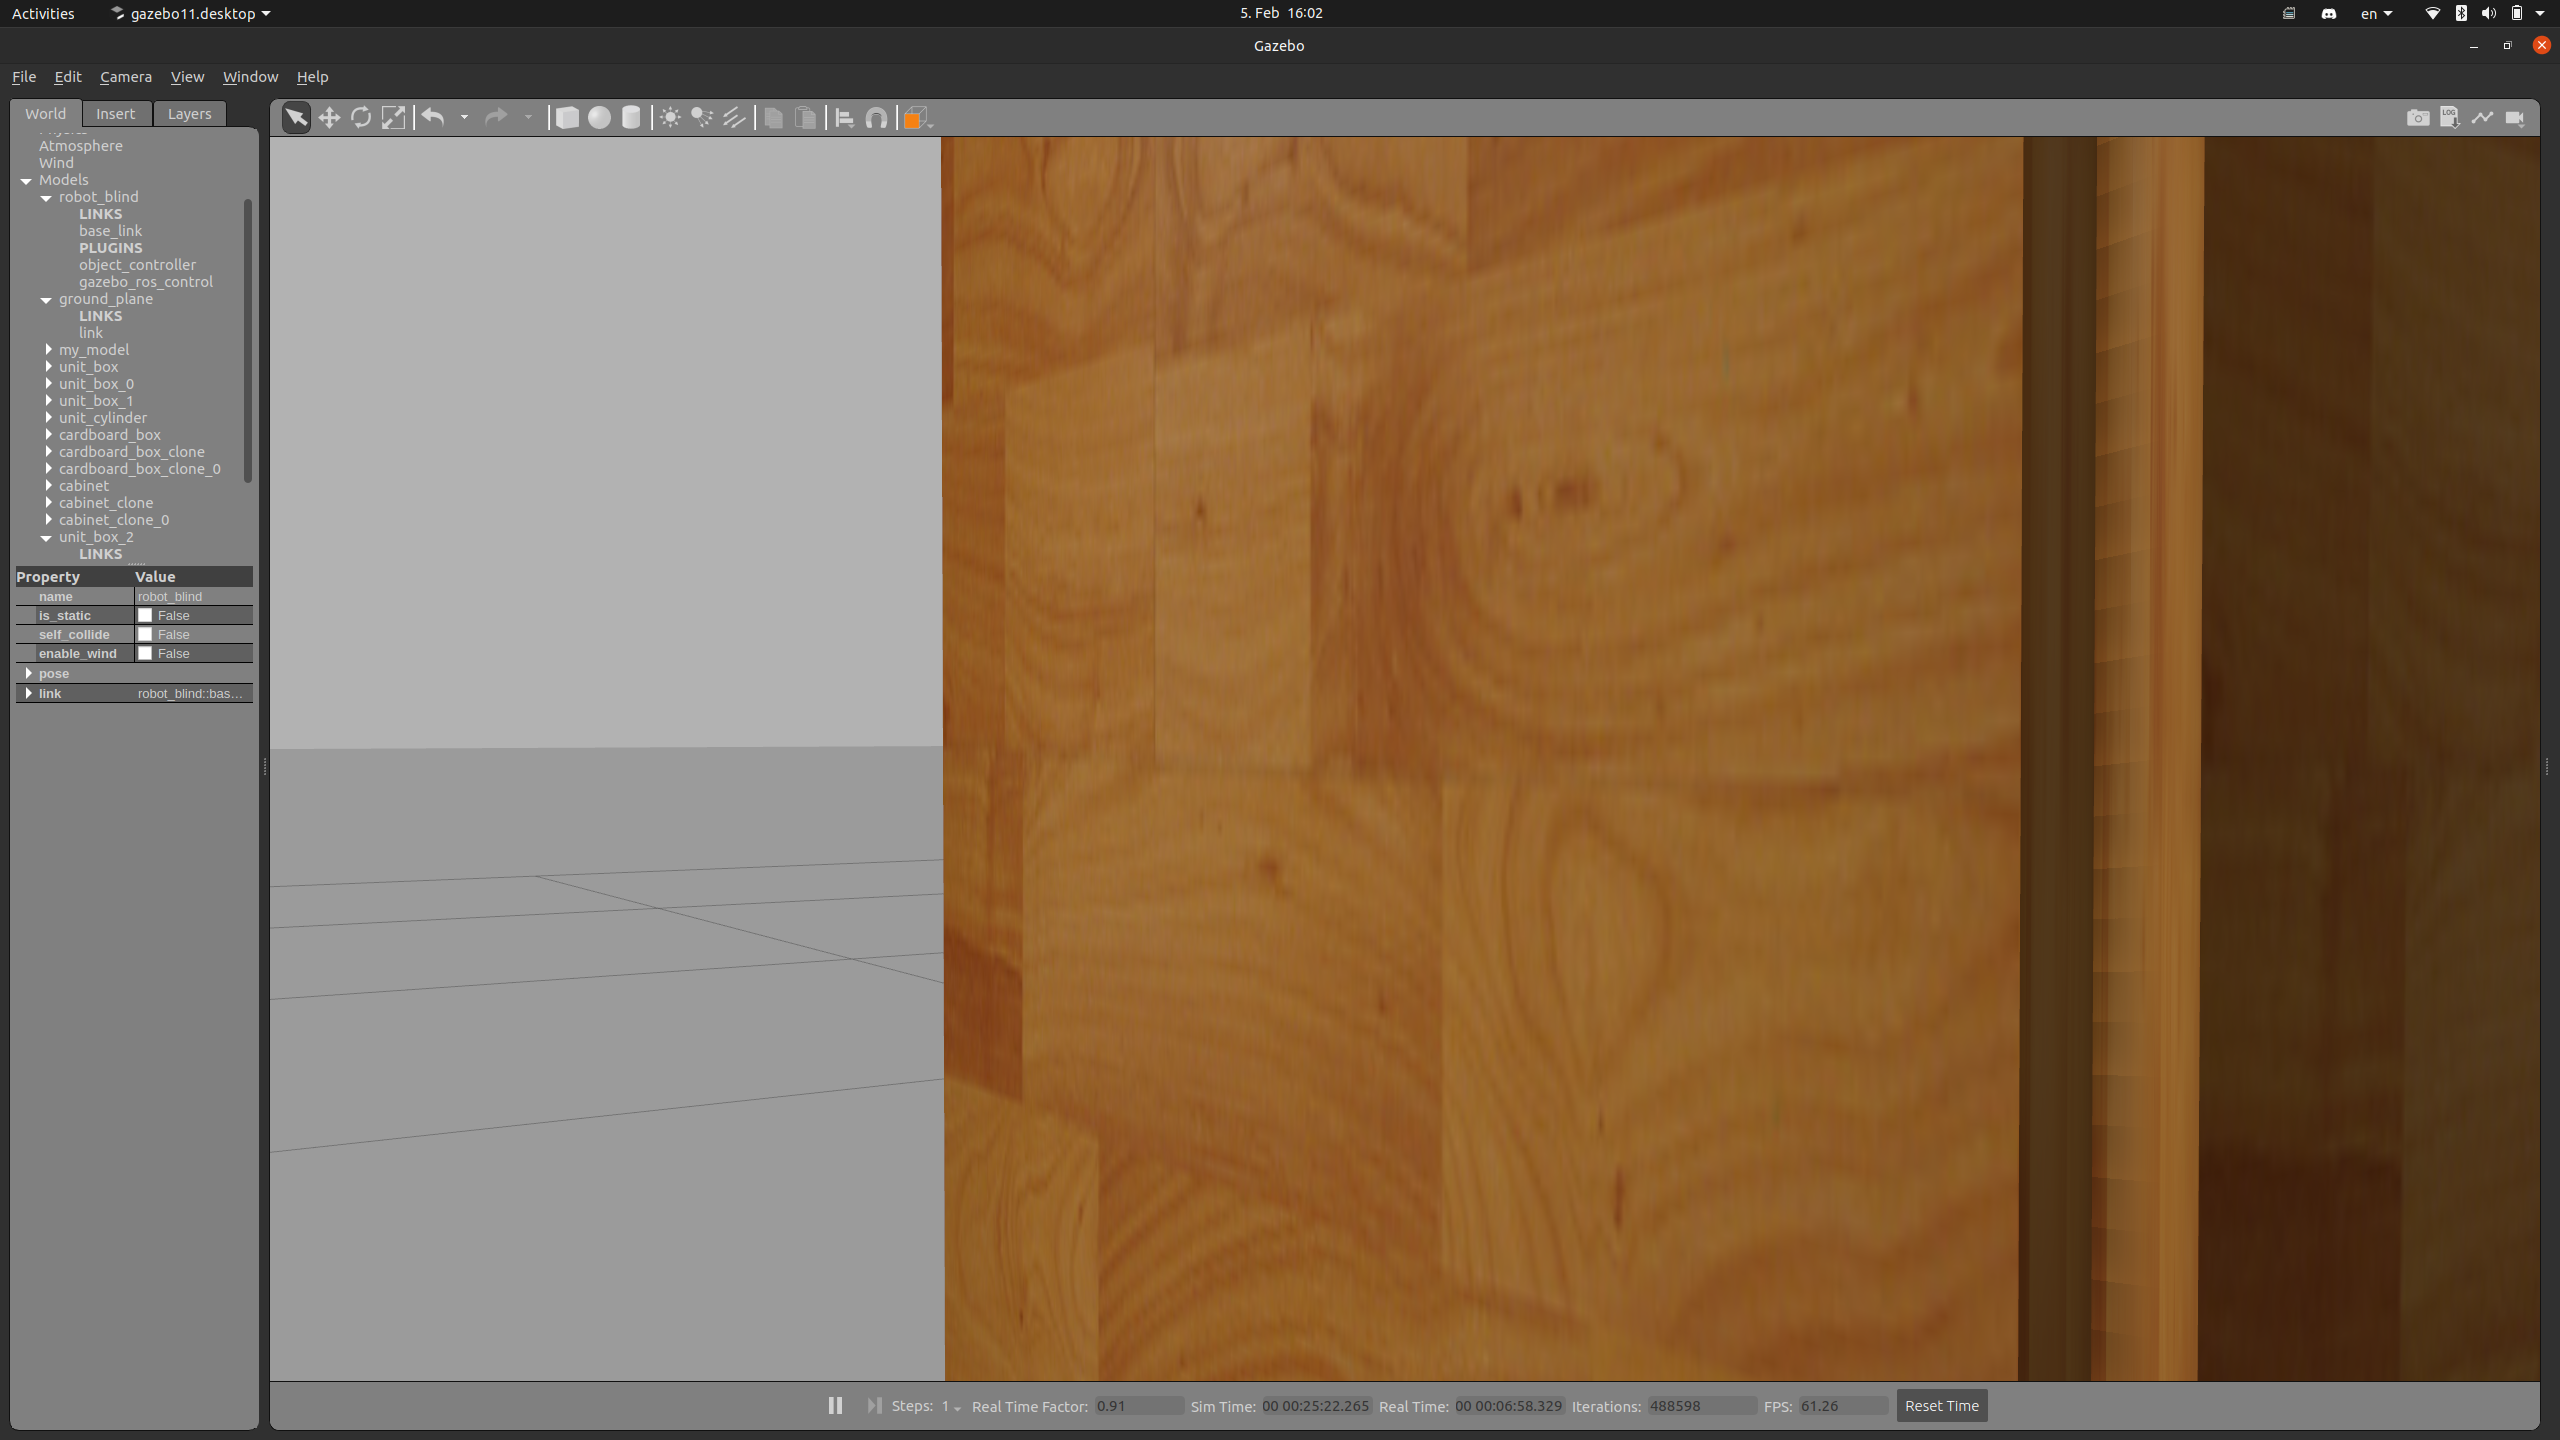 Activities
gazebo11.desktop
5. Feb 16:02
en
Gazebo
File Edit Camera View Window Help
World Insert Layers
Physics
Atmosphere
Wind
Models
robot_blind
LINKS
base_link
PLUGINS
object_controller
gazebo_ros_control
ground_plane
LINKS
link
my_model
unit_box
unit_box_0
unit_box_1
unit_cylinder
cardboard_box
cardboard_box_clone
cardboard_box_clone_0
cabinet
cabinet_clone
cabinet_clone_0
unit_box_2
LINKS
Property Value
name robot_blind
is_static False
self_collide False
enable_wind False
pose
link robot_blind::bas...
LOG
Steps: 1 Real Time Factor: 0.91 Sim Time: 00 00:25:22.265 Real Time: 00 00:06:58.329 Iterations: 488598 FPS: 61.26 Reset Time